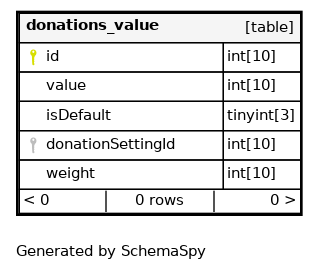 donations_value [table]
id int[10]
value int[10]
isDefault tinyint[3]
donationSettingId int[10]
weight int[10]
< 0 0 rows 0 >
Generated by SchemaSpy